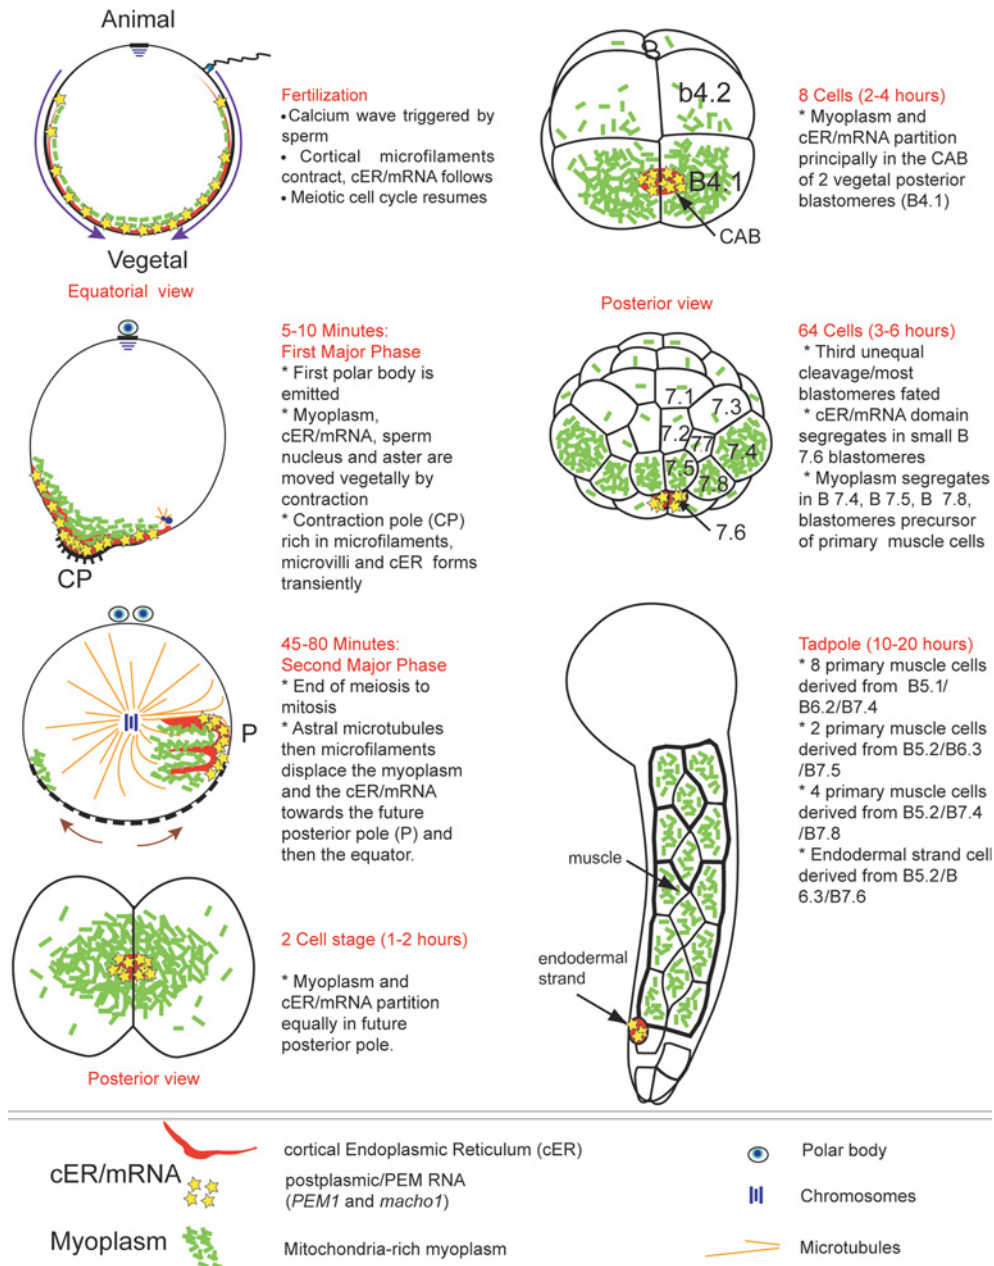 Animal
Vegetal
Equatorial view
Fertilization
•Calcium wave triggered by
sperm
• Cortical microfilaments
contract, cER/mRNA follows
• Meiotic cell cycle resumes
CP
5-10 Minutes:
First Major Phase
* First polar body is
emitted
* Myoplasm,
cER/mRNA, sperm
nucleus and aster are
moved vegetally by
contraction
* Contraction pole (CP)
rich in microfilaments,
microvilli and cER forms
transiently
P
45-80 Minutes:
Second Major Phase
* End of meiosis to
mitosis
* Astral microtubules
then microfilaments
displace the myoplasm
and the cER/mRNA
towards the future
posterior pole (P) and
then the equator.
2 Cell stage (1-2 hours)
* Myoplasm and
cER/mRNA partition
equally in future
posterior pole.
Posterior view
b4.2
B4.1
CAB
8 Cells (2-4 hours)
* Myoplasm and
cER/mRNA partition
principally in the CAB
of 2 vegetal posterior
blastomeres (B4.1)
Posterior view
7.1
7.3
7.2
7.7
7.4
7.5
7.8
7.6
64 Cells (3-6 hours)
* Third unequal
cleavage/most
blastomeres fated
* cER/mRNA domain
segregates in small B
7.6 blastomeres
* Myoplasm segregates
in B 7.4, B 7.5, B 7.8,
blastomeres precursor
of primary muscle cells
muscle
endodermal
strand
Tadpole (10-20 hours)
* 8 primary muscle cells
derived from B5.1/
B6.2/B7.4
* 2 primary muscle cells
derived from B5.2/B6.3
/B7.5
* 4 primary muscle cells
derived from B5.2/B7.4
/B7.8
* Endodermal strand cell
derived from B5.2/B
6.3/B7.6
cER/mRNA
cortical Endoplasmic Reticulum (cER)
postplasmic/PEM RNA
(PEM1 and macho1)
Myoplasm
Mitochondria-rich myoplasm
Polar body
Chromosomes
Microtubules